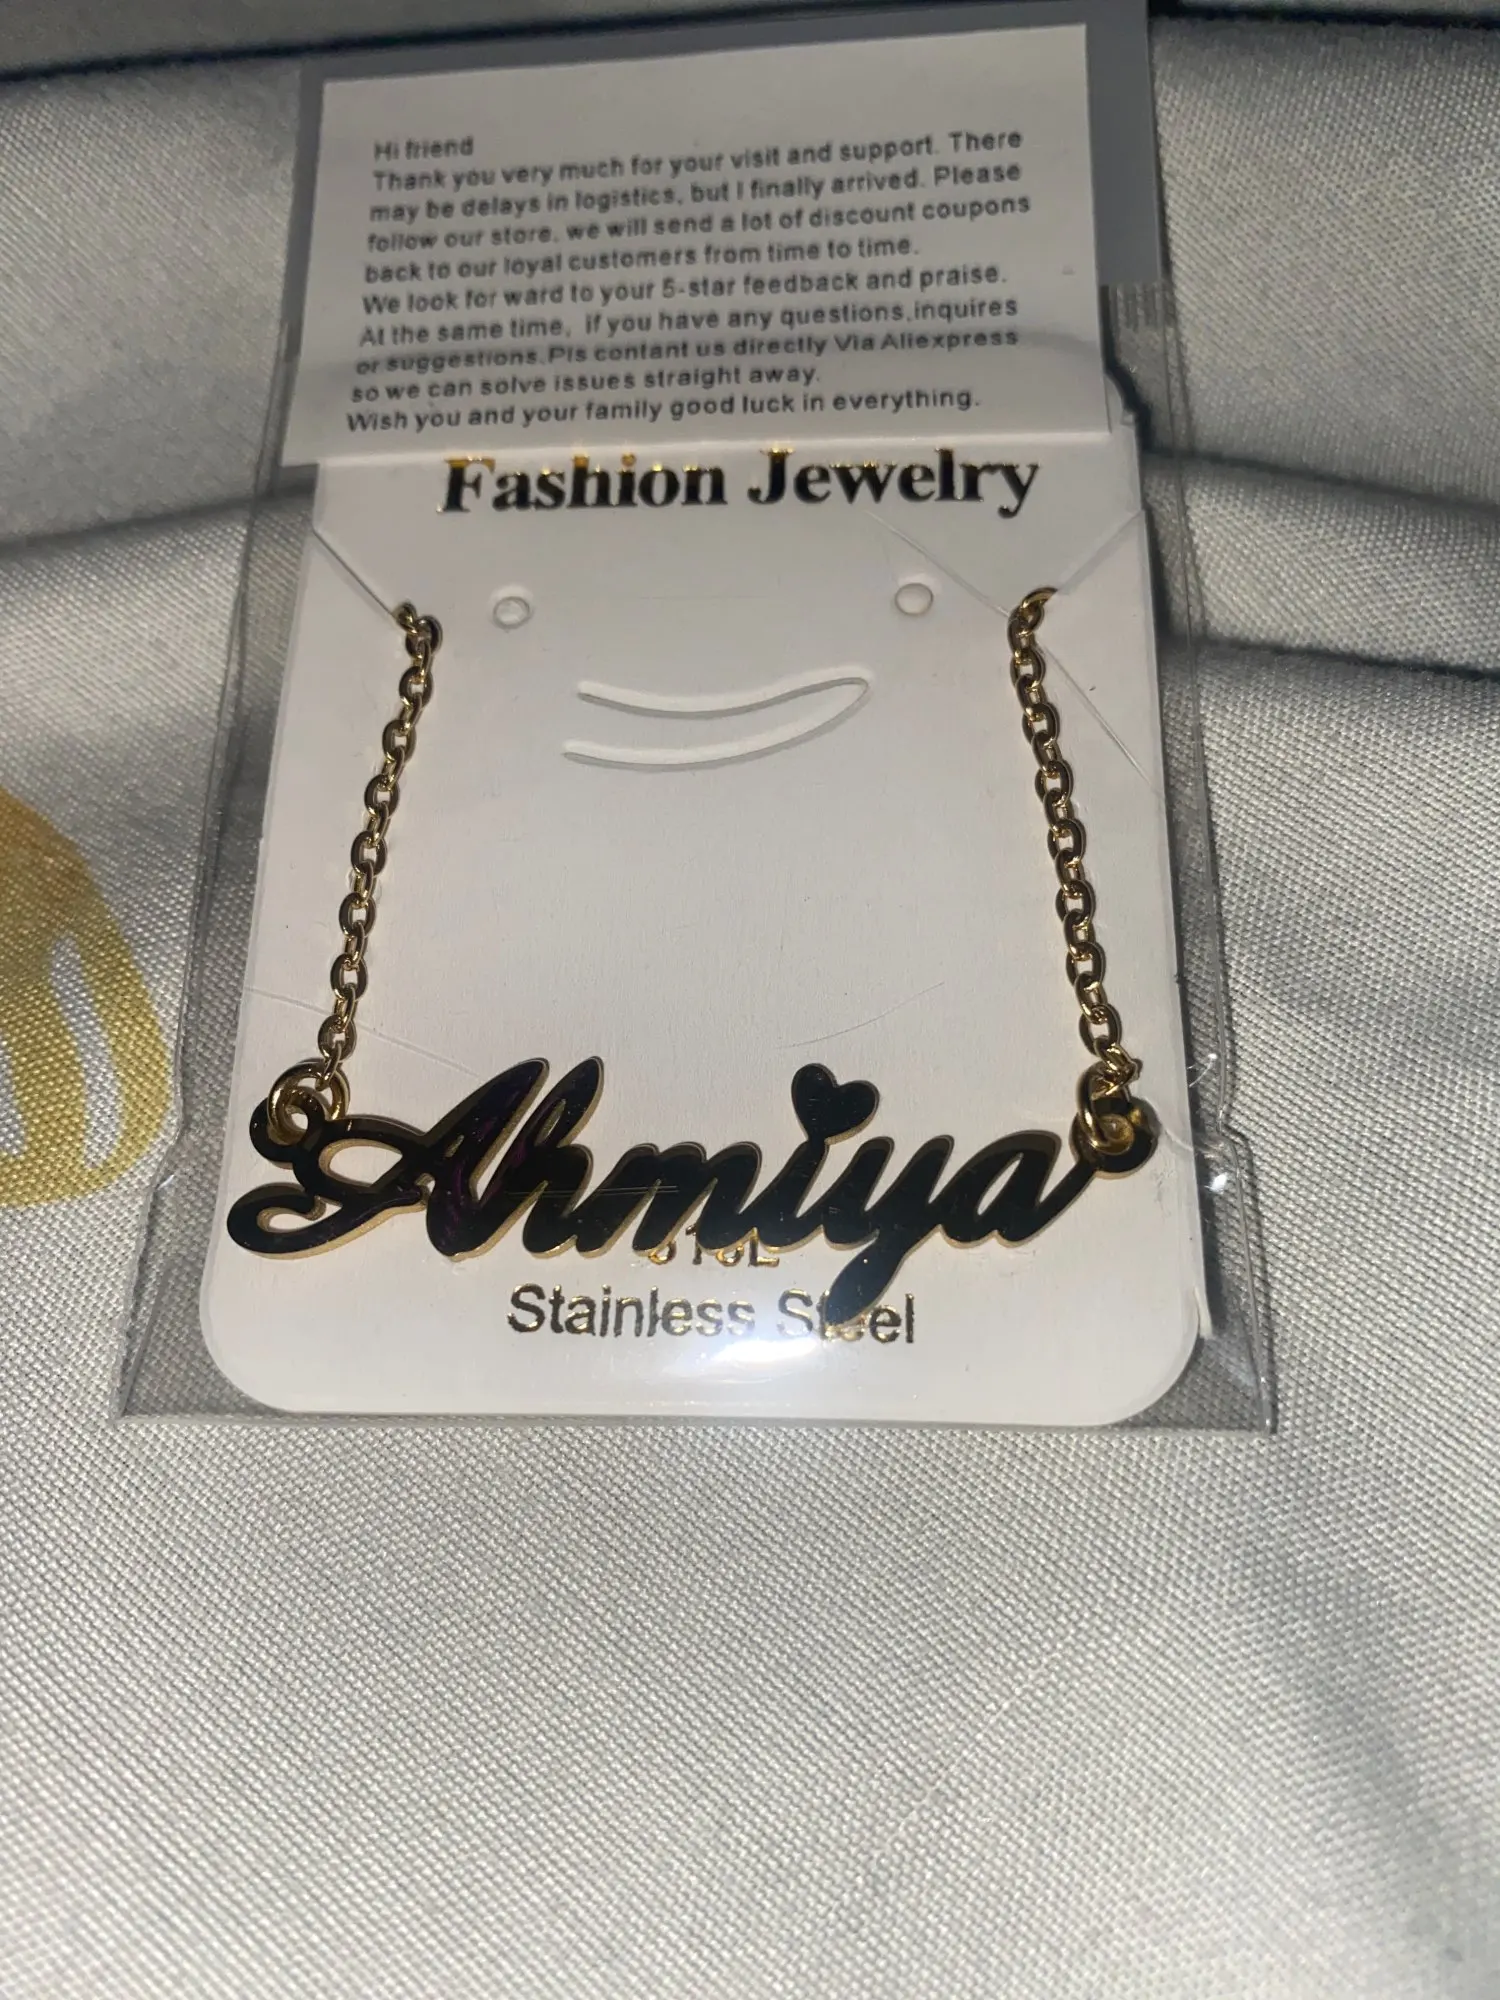 Hi friend
Thank you very much for your visit and support. There
may be delays in logistics, but I finally arrived. Please
follow our store, we will send a lot of discount coupons
back to our loyal customers from time to time.
We look for ward to your 5-star feedback and praise.
At the same time, if you have any questions,inquires
or suggestions.Pls contant us directly Via Aliexpress
so we can solve issues straight away.
Wish you and your family good luck in everything.
Fashion Jewelry
Ahmiya
316L
Stainless Steel